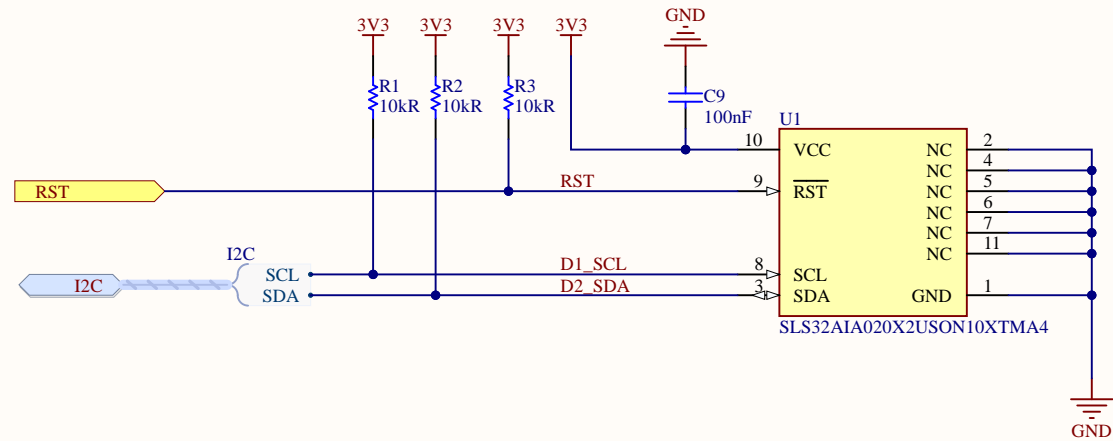 GND
3V3 3V3 3V3 3V3
R1 R2 R3 C9
10kR 10kR 10kR 100nF
U1
10 VCC NC 2
NC 4
RST RST 9 RST NC 5
NC 6
NC 7
I2C NC 11
I2C SCL D1_SCL 8 SCL
SDA D2_SDA 3 SDA GND 1
SLS32AIA020X2USON10XTMA4
GND